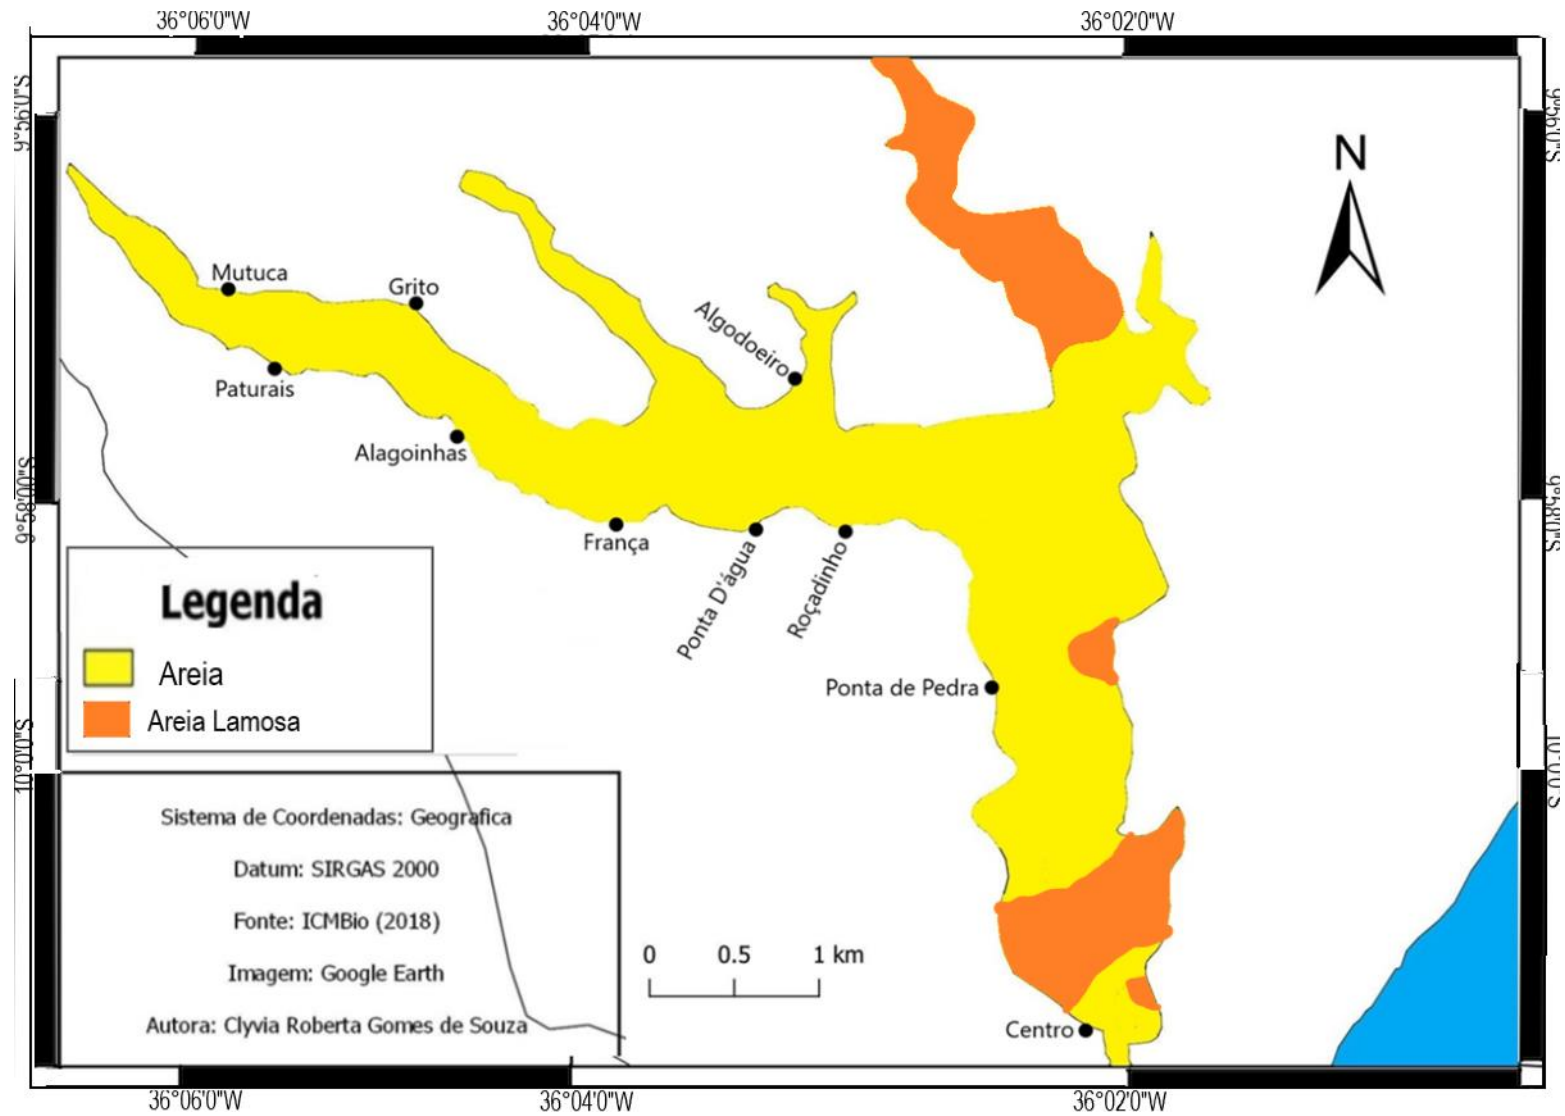 36°06'0"W 36°04'0"W 36°02'0"W
9°56'0"S
9°56'0"S
N
Mutuca
Grito
Algodoeiro
Paturais
Alagoinhas
9°58'00"S
9°58'0"S
França
Ponta D'água
Roçadinho
Legenda
Areia
Areia Lamosa
Ponta de Pedra
10°0'0"S
10°0'0"S
Sistema de Coordenadas: Geografica
Datum: SIRGAS 2000
Fonte: ICMBio (2018)
Imagem: Google Earth
Autora: Clyvia Roberta Gomes de Souza
0 0.5 1 km
Centro
36°06'0"W 36°04'0"W 36°02'0"W